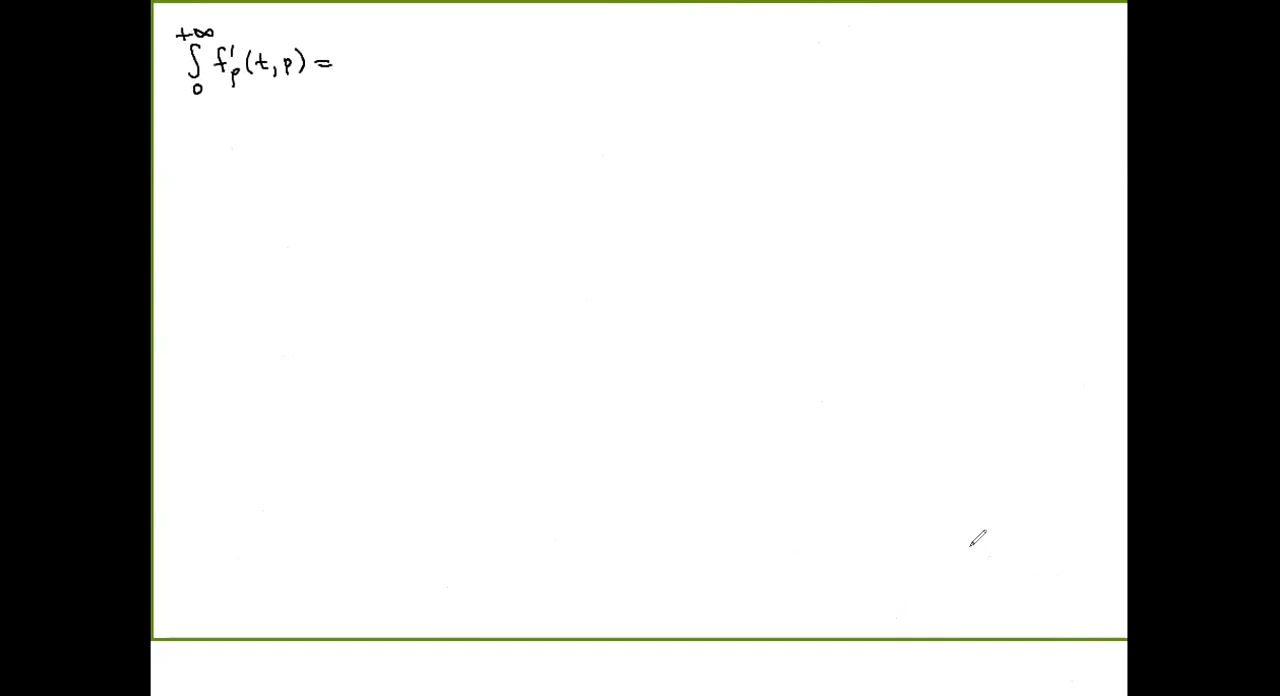 +∞
∫ f'ₚ(t,p) =
0